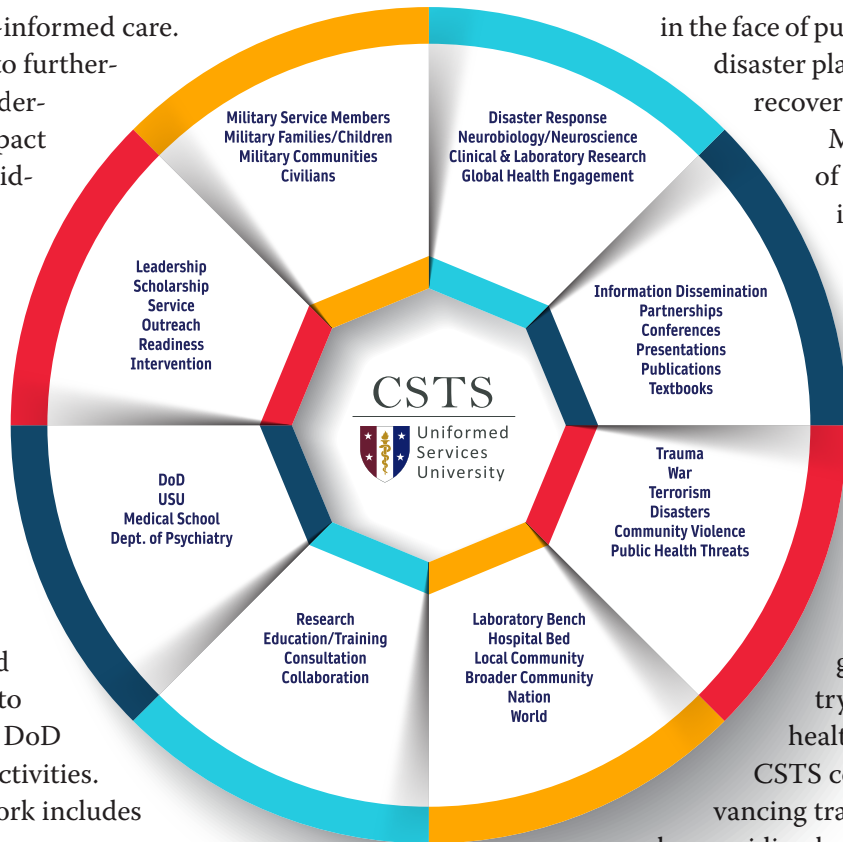 -informed care.
to further-
der-
pact
id-
in the face of pu
disaster pla
recover
M
of
i
Military Service Members
Military Families/Children
Military Communities
Civilians
Disaster Response
Neurobiology/Neuroscience
Clinical & Laboratory Research
Global Health Engagement
Information Dissemination
Partnerships
Conferences
Presentations
Publications
Textbooks
Trauma
War
Terrorism
Disasters
Community Violence
Public Health Threats
Laboratory Bench
Hospital Bed
Local Community
Broader Community
Nation
World
Research
Education/Training
Consultation
Collaboration
DoD
USU
Medical School
Dept. of Psychiatry
Leadership
Scholarship
Service
Outreach
Readiness
Intervention
CSTS
Uniformed
Services
University
d
to
DoD
ctivities.
ork includes
g
try
healt
CSTS c
vancing tra